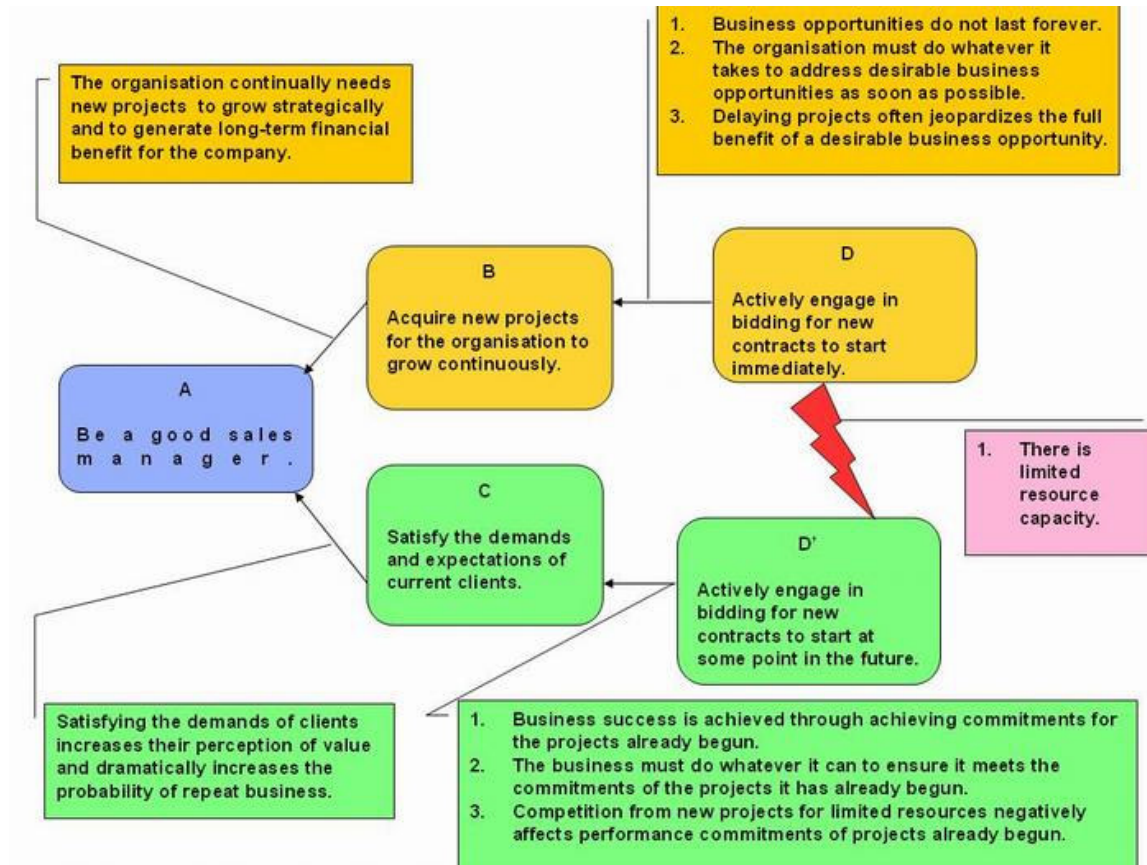 1. Business opportunities do not last forever.
2. The organisation must do whatever it
takes to address desirable business
opportunities as soon as possible.
3. Delaying projects often jeopardizes the full
benefit of a desirable business opportunity.
The organisation continually needs
new projects to grow strategically
and to generate long-term financial
benefit for the company.
B
Acquire new projects
for the organisation to
grow continuously.
D
Actively engage in
bidding for new
contracts to start
immediately.
A
Be a good sales
manager.
1. There is
limited
resource
capacity.
C
Satisfy the demands
and expectations of
current clients.
D'
Actively engage in
bidding for new
contracts to start at
some point in the future.
Satisfying the demands of clients
increases their perception of value
and dramatically increases the
probability of repeat business.
1. Business success is achieved through achieving commitments for
the projects already begun.
2. The business must do whatever it can to ensure it meets the
commitments of the projects it has already begun.
3. Competition from new projects for limited resources negatively
affects performance commitments of projects already begun.